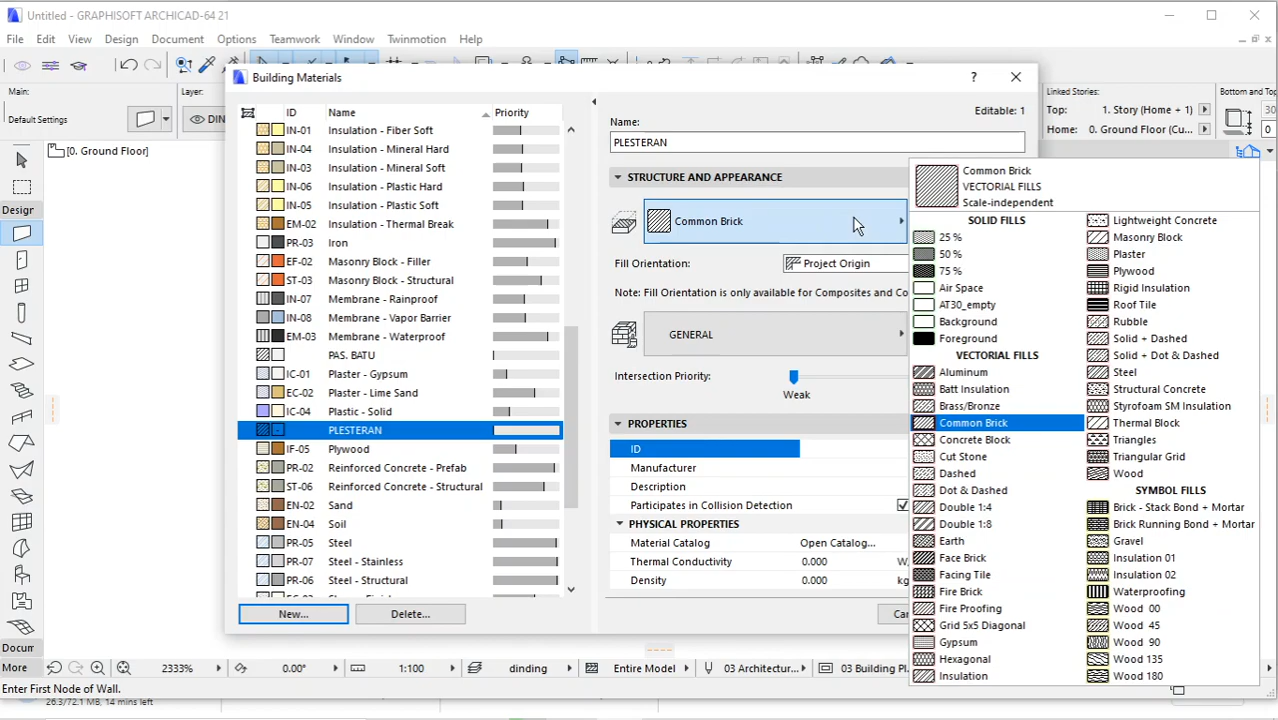 Untitled - GRAPHISOFT ARCHICAD-64 21
File Edit View Design Document Options Teamwork Window Twinmotion Help
Main:
Default Settings
Layer:
DIN
Linked Stories:
Top: 1. Story (Home + 1)
Home: 0. Ground Floor (Cu...
Bottom and Top
30
0
[0. Ground Floor]
Design
Docum
More
Building Materials
?
ID Name Priority
IN-01 Insulation - Fiber Soft
IN-04 Insulation - Mineral Hard
IN-03 Insulation - Mineral Soft
IN-06 Insulation - Plastic Hard
IN-05 Insulation - Plastic Soft
EM-02 Insulation - Thermal Break
PR-03 Iron
EF-02 Masonry Block - Filler
ST-03 Masonry Block - Structural
IN-07 Membrane - Rainproof
IN-08 Membrane - Vapor Barrier
EM-03 Membrane - Waterproof
PAS. BATU
IC-01 Plaster - Gypsum
EC-02 Plaster - Lime Sand
IC-04 Plastic - Solid
PLESTERAN
IF-05 Plywood
PR-02 Reinforced Concrete - Prefab
ST-06 Reinforced Concrete - Structural
EN-02 Sand
EN-04 Soil
PR-05 Steel
PR-07 Steel - Stainless
PR-06 Steel - Structural
New...
Delete...
Editable: 1
Name:
PLESTERAN
STRUCTURE AND APPEARANCE
Common Brick
Fill Orientation:
Project Origin
Note: Fill Orientation is only available for Composites and Co
GENERAL
Intersection Priority:
Weak
PROPERTIES
ID
Manufacturer
Description
Participates in Collision Detection
PHYSICAL PROPERTIES
Material Catalog Open Catalog...
Thermal Conductivity 0.000 W
Density 0.000 kg
Can
Common Brick
VECTORIAL FILLS
Scale-independent
SOLID FILLS
25 %
50 %
75 %
Air Space
AT30_empty
Background
Foreground
VECTORIAL FILLS
Aluminum
Batt Insulation
Brass/Bronze
Common Brick
Concrete Block
Cut Stone
Dashed
Dot & Dashed
Double 1:4
Double 1:8
Earth
Face Brick
Facing Tile
Fire Brick
Fire Proofing
Grid 5x5 Diagonal
Gypsum
Hexagonal
Insulation
Lightweight Concrete
Masonry Block
Plaster
Plywood
Rigid Insulation
Roof Tile
Rubble
Solid + Dashed
Solid + Dot & Dashed
Steel
Structural Concrete
Styrofoam SM Insulation
Thermal Block
Triangles
Triangular Grid
Wood
SYMBOL FILLS
Brick - Stack Bond + Mortar
Brick Running Bond + Mortar
Gravel
Insulation 01
Insulation 02
Waterproofing
Wood 00
Wood 45
Wood 90
Wood 135
Wood 180
2333% 0.00° 1:100 dinding Entire Model 03 Architectur... 03 Building Pl.
Enter First Node of Wall.
26.3/72.1 MB, 14 mins left